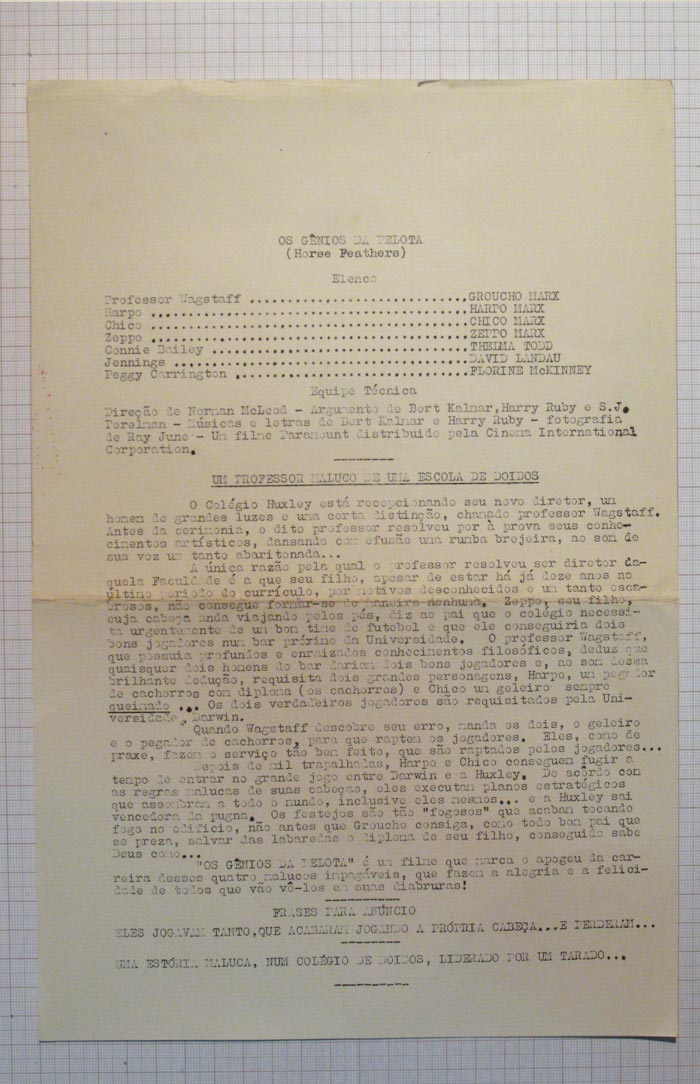 OS GÊNIOS DA PELOTA
(Horse Feathers)
Elenco
Professor Wagstaff ..............................GROUCHO MARX
Harpo ...........................................HARPO MARX
Chico ...........................................CHICO MARX
Zeppo ...........................................ZEPPO MARX
Connie Bailey ...................................THELMA TODD
Jennings ........................................DAVID LANDAU
Peggy Carrington ................................FLORINE McKINNEY
Equipe Técnica
Direção de Norman McLeod - Argumento de Bert Kalmar,Harry Ruby e S.J.
Perelman - Músicas e letras de Bert Kalmar e Harry Ruby - fotografia
de Ray June - Um filme Paramount distribuido pela Cinema International
Corporation.
----------
UM PROFESSOR MALUCO DE UMA ESCOLA DE DOIDOS
O Colégio Huxley está recepcionando seu novo diretor, um
homem de grandes luzes e uma certa distinção, chamado professor Wagstaff.
Antes da cerimonia, o dito professor resolveu por à prova seus conhe-
cimentos artísticos, dansando com efusão uma rumba brejeira, ao som de
sua voz um tanto abaritonada...
A única razão pela qual o professor resolveu ser diretor da-
quela Faculdade é a que seu filho, apesar de estar há já doze anos no
último período do currículo, por motivos desconhecidos e um tanto esca-
brosos, não consegue formar-se de maneira nenhuma. Zeppo, seu filho,
cuja cabeça anda viajando pelos pés, diz ao pai que o colégio necessi-
ta urgentemente de um bom time de futebol e que ele conseguiria dois
bons jogadores num bar próximo da Universidade. O professor Wagstaff,
que possuia profundos e enraizados conhecimentos filosóficos, deduz que
quaisquer dois homens do bar dariam dois bons jogadores e, ao som dessa
brilhante dedução, requisita dois grandes personagens, Harpo, um pegador
de cachorros com diploma (os cachorros) e Chico um geleiro sempre
queimado ... Os dois verdadeiros jogadores são requisitados pela Uni-
versidade, Darwin.
Quando Wagstaff descobre seu erro, manda os dois, o geleiro
e o pegador de cachorros, para que raptem os jogadores. Eles, como de
praxe, fazem o serviço tão bem feito, que são raptados pelos jogadores...
Depois de mil trapalhadas, Harpo e Chico conseguem fugir a
tempo de entrar no grande jogo entre Darwin e a Huxley. De acôrdo com
as regras malucas de suas cabeças, eles executam planos estratégicos
que assombram a todo o mundo, inclusive eles mesmos... e a Huxley sai
vencedora da pugna. Os festejos são tão "fogosos" que acabam tocando
fogo no edificio, não antes que Groucho consiga, como todo bom pai que
se preza, salvar das labaredas o diploma de seu filho, conseguido sabe
Deus como...
"OS GÊNIOS DA PELOTA" é um filme que marca o apogeu da car-
reira desses quatro malucos impagáveis, que fazem a alegria e a felici-
dade de todos que vão vê-los em suas diabruras!
----------
FRASES PARA ANÚNCIO
ELES JOGAVAM TANTO,QUE ACABARAM JOGANDO A PRÓPRIA CABEÇA...E PERDERAM...
----------
UMA ESTÓRIA MALUCA, NUM COLÉGIO DE DOIDOS, LIDERADO POR UM TARADO...
----------